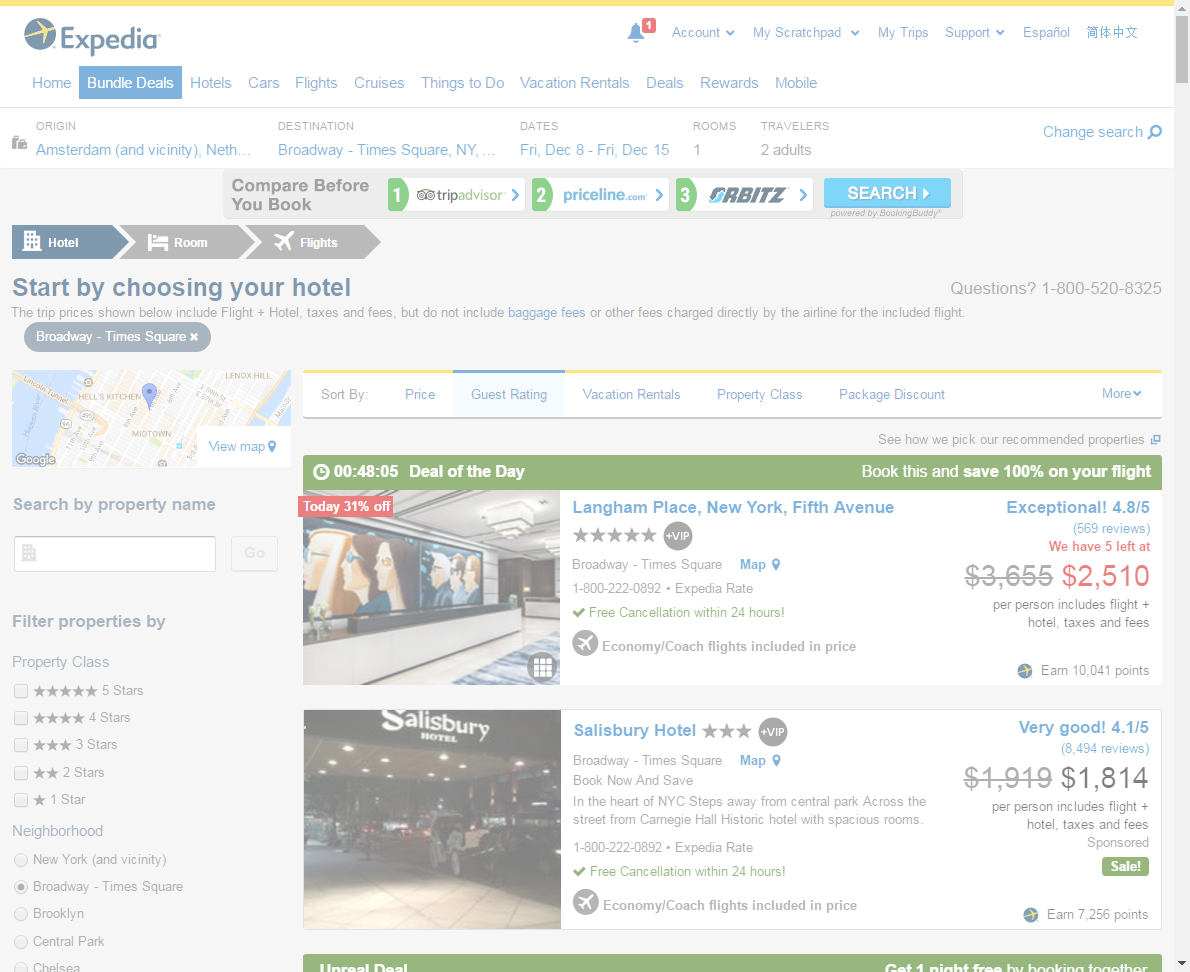 Expedia
1
Account
My Scratchpad
My Trips
Support
Español
简体中文
Home
Bundle Deals
Hotels
Cars
Flights
Cruises
Things to Do
Vacation Rentals
Deals
Rewards
Mobile
ORIGIN
Amsterdam (and vicinity), Neth...
DESTINATION
Broadway - Times Square, NY, ...
DATES
Fri, Dec 8 - Fri, Dec 15
ROOMS
1
TRAVELERS
2 adults
Change search
Compare Before
You Book
1 tripadvisor
2 priceline.com
3 ORBITZ
SEARCH
powered by BookingBuddy
Hotel
Room
Flights
Start by choosing your hotel
Questions? 1-800-520-8325
The trip prices shown below include Flight + Hotel, taxes and fees, but do not include baggage fees or other fees charged directly by the airline for the included flight.
Broadway - Times Square ×
LENOX HILL
HELL'S KITCHEN
MIDTOWN
Lincoln Tunnel
Hudson River
Google
View map
Sort By:
Price
Guest Rating
Vacation Rentals
Property Class
Package Discount
More
See how we pick our recommended properties
Search by property name
Go
Filter properties by
Property Class
5 Stars
4 Stars
3 Stars
2 Stars
1 Star
Neighborhood
New York (and vicinity)
Broadway - Times Square
Brooklyn
Central Park
Chelsea
00:48:05 Deal of the Day
Book this and save 100% on your flight
Today 31% off
Langham Place, New York, Fifth Avenue
+VIP
Broadway - Times Square Map
1-800-222-0892 • Expedia Rate
Free Cancellation within 24 hours!
Economy/Coach flights included in price
Exceptional! 4.8/5
(569 reviews)
We have 5 left at
$3,655 $2,510
per person includes flight +
hotel, taxes and fees
Earn 10,041 points
Salisbury
HOTEL
Salisbury Hotel
+VIP
Broadway - Times Square Map
Book Now And Save
In the heart of NYC Steps away from central park Across the
street from Carnegie Hall Historic hotel with spacious rooms.
1-800-222-0892 • Expedia Rate
Free Cancellation within 24 hours!
Economy/Coach flights included in price
Very good! 4.1/5
(8,494 reviews)
$1,919 $1,814
per person includes flight +
hotel, taxes and fees
Sponsored
Sale!
Earn 7,256 points
Unreal Deal
Get 1 night free by booking together